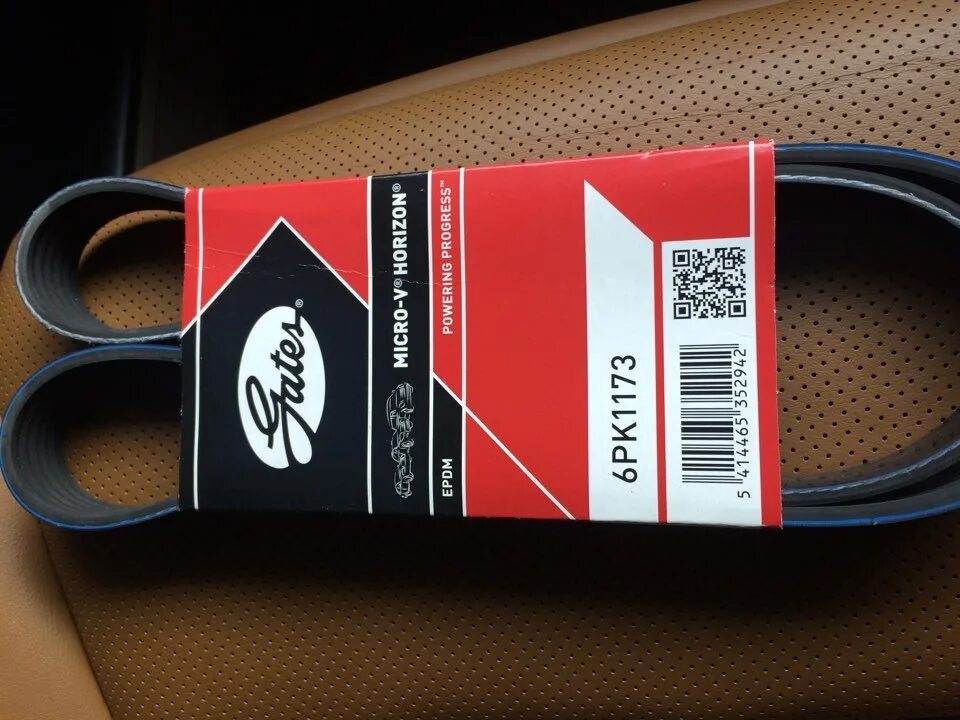 Gates®
MICRO-V® HORIZON®
POWERING PROGRESS™
EPDM
6PK1173
5 414465 352942